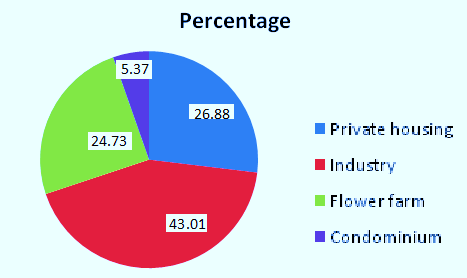 Percentage
5.37
26.88
24.73
43.01
Private housing
Industry
Flower farm
Condominium